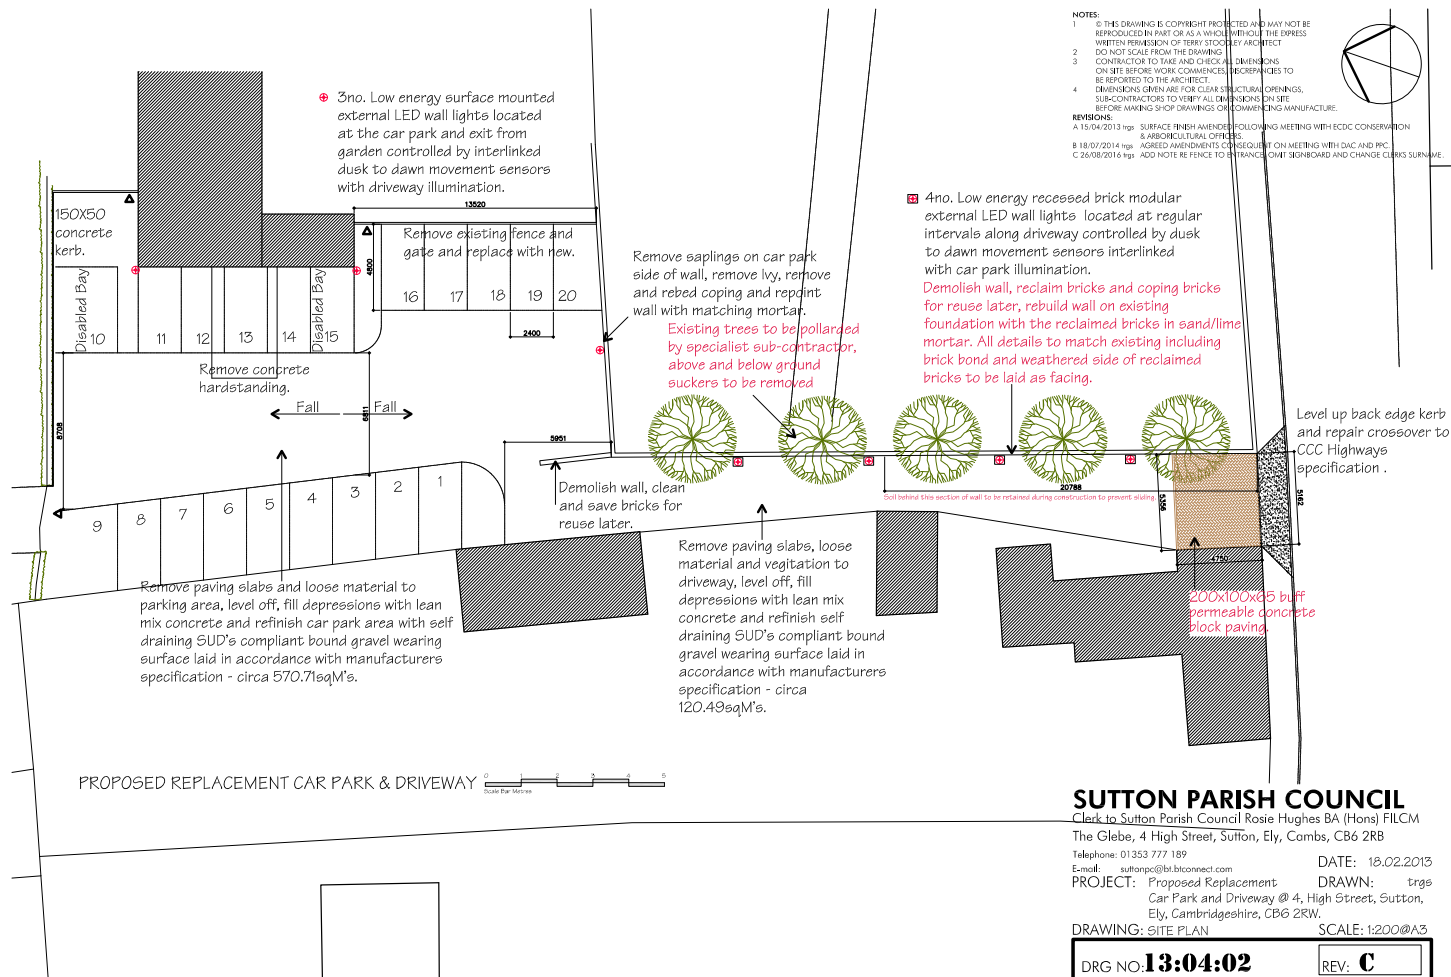 NOTES:
1 © THIS DRAWING IS COPYRIGHT PROTECTED AND MAY NOT BE
REPRODUCED IN PART OR AS A WHOLE WITHOUT THE EXPRESS
WRITTEN PERMISSION OF TERRY STOODLEY ARCHITECT
2 DO NOT SCALE FROM THE DRAWING
3 CONTRACTOR TO TAKE AND CHECK ALL DIMENSIONS
ON SITE BEFORE WORK COMMENCES, DISCREPANCIES TO
BE REPORTED TO THE ARCHITECT.
4 DIMENSIONS GIVEN ARE FOR CLEAR STRUCTURAL OPENINGS,
SUB-CONTRACTORS TO VERIFY ALL DIMENSIONS ON SITE
BEFORE MAKING SHOP DRAWINGS OR COMMENCING MANUFACTURE.
REVISIONS:
A 15/04/2013 trgs SURFACE FINISH AMENDED FOLLOWING MEETING WITH ECDC CONSERVATION
& ARBORICULTURAL OFFICERS.
B 18/07/2014 trgs AGREED AMENDMENTS CONSEQUENT ON MEETING WITH DAC AND PPC.
C 26/08/2016 trgs ADD NOTE RE FENCE TO ENTRANCE, OMIT SIGNBOARD AND CHANGE CLERKS SURNAME.
3no. Low energy surface mounted
external LED wall lights located
at the car park and exit from
garden controlled by interlinked
dusk to dawn movement sensors
with driveway illumination.
13520
150X50
concrete
kerb.
Remove existing fence and
gate and replace with new.
4800
16 17 18 19 20
2400
Disabled Bay
10 11 12 13 14
Disabled Bay
15
Remove concrete
hardstanding.
Fall Fall
8708
6811
5951
Remove saplings on car park
side of wall, remove Ivy, remove
and rebed coping and repoint
wall with matching mortar.
Existing trees to be pollarded
by specialist sub-contractor,
above and below ground
suckers to be removed
4no. Low energy recessed brick modular
external LED wall lights located at regular
intervals along driveway controlled by dusk
to dawn movement sensors interlinked
with car park illumination.
Demolish wall, reclaim bricks and coping bricks
for reuse later, rebuild wall on existing
foundation with the reclaimed bricks in sand/lime
mortar. All details to match existing including
brick bond and weathered side of reclaimed
bricks to be laid as facing.
Level up back edge kerb
and repair crossover to
CCC Highways
specification .
9 8 7 6 5 4 3 2 1
Demolish wall, clean
and save bricks for
reuse later.
20788
Soil behind this section of wall to be retained during construction to prevent sliding.
5356
5162
4750
200x100x65 buff
permeable concrete
block paving.
Remove paving slabs and loose material to
parking area, level off, fill depressions with lean
mix concrete and refinish car park area with self
draining SUD's compliant bound gravel wearing
surface laid in accordance with manufacturers
specification - circa 570.71sqM's.
Remove paving slabs, loose
material and vegitation to
driveway, level off, fill
depressions with lean mix
concrete and refinish self
draining SUD's compliant bound
gravel wearing surface laid in
accordance with manufacturers
specification - circa
120.49sqM's.
PROPOSED REPLACEMENT CAR PARK & DRIVEWAY
0 1 2 3 4 5
Scale Bar Metres
SUTTON PARISH COUNCIL
Clerk to Sutton Parish Council Rosie Hughes BA (Hons) FILCM
The Glebe, 4 High Street, Sutton, Ely, Cambs, CB6 2RB
Telephone: 01353 777 189
E-mail: suttonpc@bt.btconnect.com
DATE: 18.02.2013
PROJECT: Proposed Replacement
Car Park and Driveway @ 4, High Street, Sutton,
Ely, Cambridgeshire, CB6 2RW.
DRAWN: trgs
DRAWING: SITE PLAN
SCALE: 1:200@A3
DRG NO: 13:04:02
REV: C